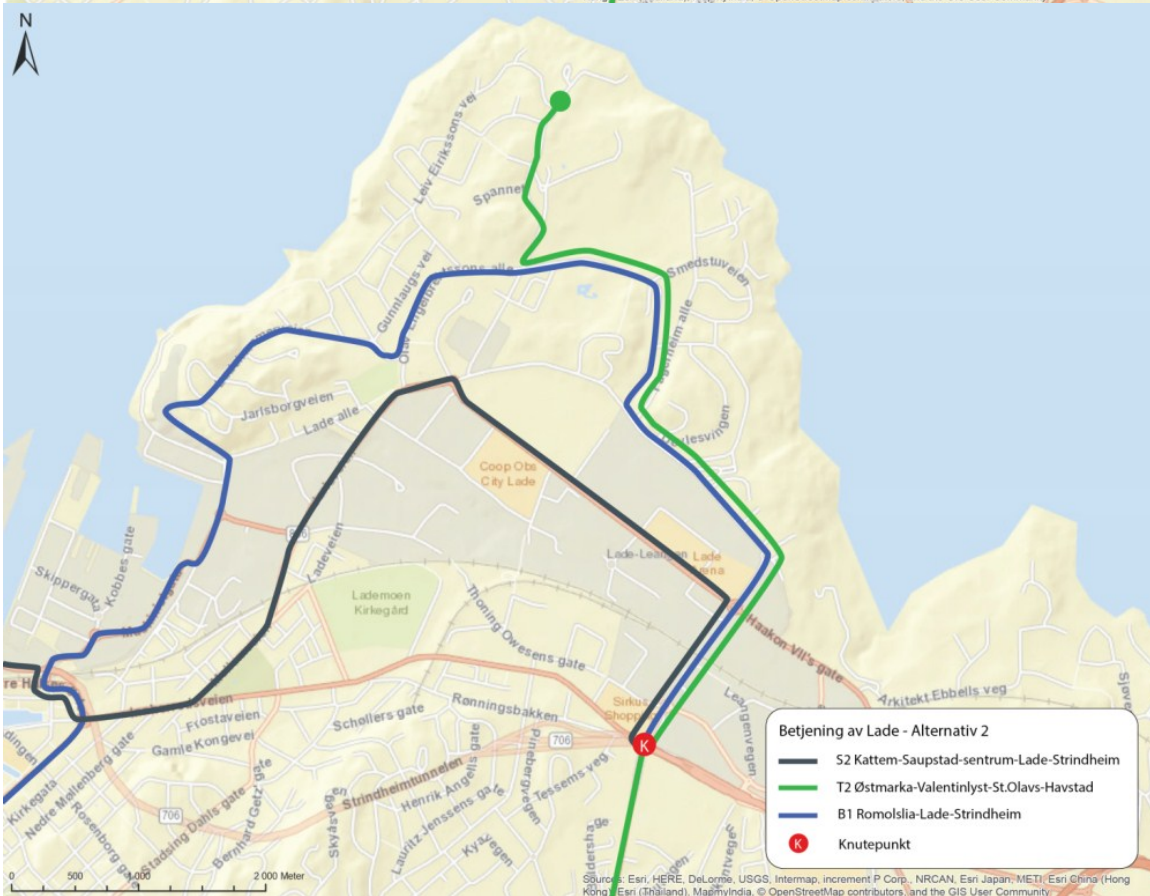 N
Leiv Eirikssons vei
Spannet
Gunnlaugs vei
Smedstuveien
Fagerheim alle
Jarlsborgveien
Lade alle
Coop Obs
City Lade
Skippergata
Kobbes gate
Ladeveien
Lademoen
Kirkegård
Lade-Leangen
Lade
Arena
Thoning Owesens gate
Haakon VII's gate
Arkitekt Ebbells veg
Leangenvegen
Rønningsbakken
Schøllers gate
Frostaveien
Gamle Kongevei
706
K
Tessems veg
Pinebergvegen
Henrik Angells gate
Strindheimtunnelen
Lauritz Jenssens gate
Bernhard Getz' gate
Stadsing Dahls gate
Nedre Møllenberg gate
Rosenborg gate
Kirkegata
706
Betjening av Lade - Alternativ 2
S2 Kattem-Saupstad-sentrum-Lade-Strindheim
T2 Østmarka-Valentinlyst-St.Olavs-Havstad
B1 Romolslia-Lade-Strindheim
K Knutepunkt
0 500 1 000 2 000 Meter
Sources: Esri, HERE, DeLorme, USGS, Intermap, increment P Corp., NRCAN, Esri Japan, METI, Esri China (Hong
Kong), Esri (Thailand), MapmyIndia, © OpenStreetMap contributors, and the GIS User Community